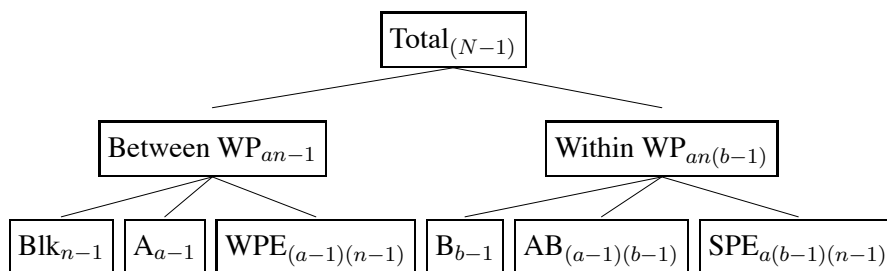 Total(N−1)
Between WPan−1 Within WPan(b−1)
Blkn−1 Aa−1 WPE(a−1)(n−1) Bb−1 AB(a−1)(b−1) SPEa(b−1)(n−1)